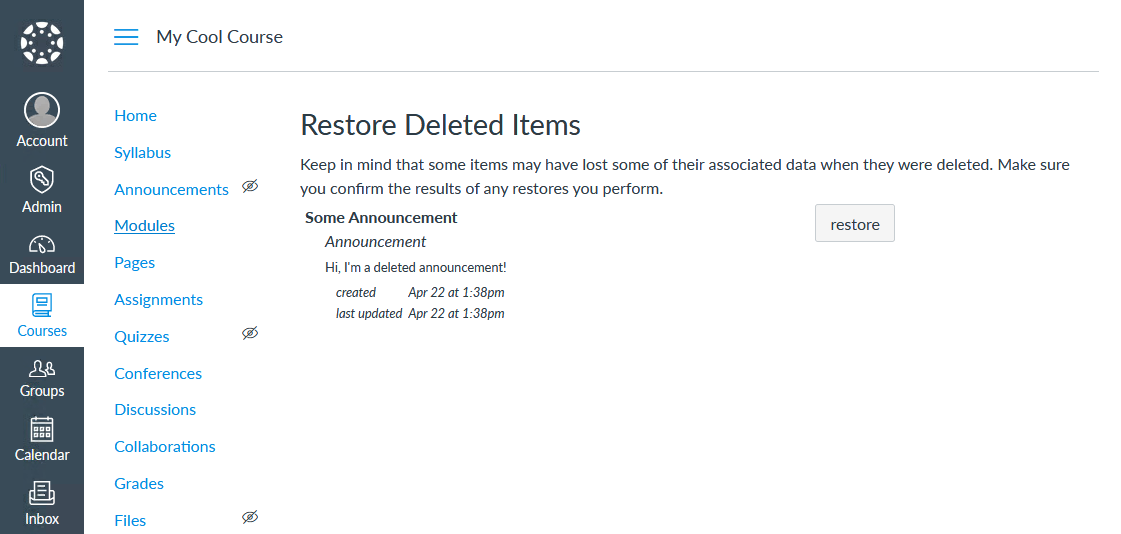 My Cool Course
Account
Admin
Dashboard
Courses
Groups
Calendar
Inbox
Home
Syllabus
Announcements
Modules
Pages
Assignments
Quizzes
Conferences
Discussions
Collaborations
Grades
Files
Restore Deleted Items
Keep in mind that some items may have lost some of their associated data when they were deleted. Make sure
you confirm the results of any restores you perform.
Some Announcement
restore
Announcement
Hi, I'm a deleted announcement!
created Apr 22 at 1:38pm
last updated Apr 22 at 1:38pm